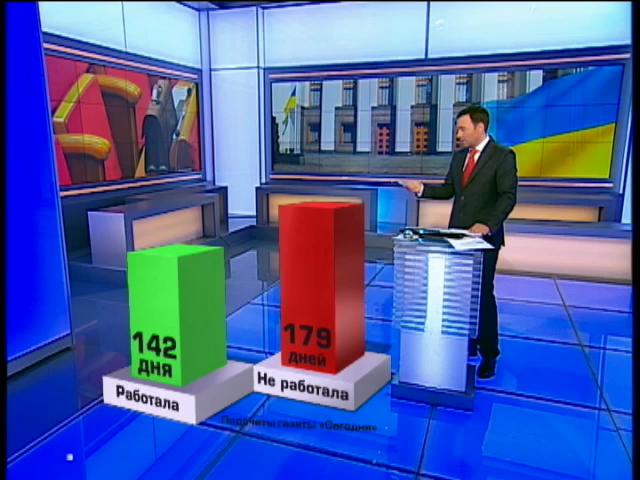 142
дня
Работала
179
дней
Не работала
Подсчеты газеты «Сегодня»